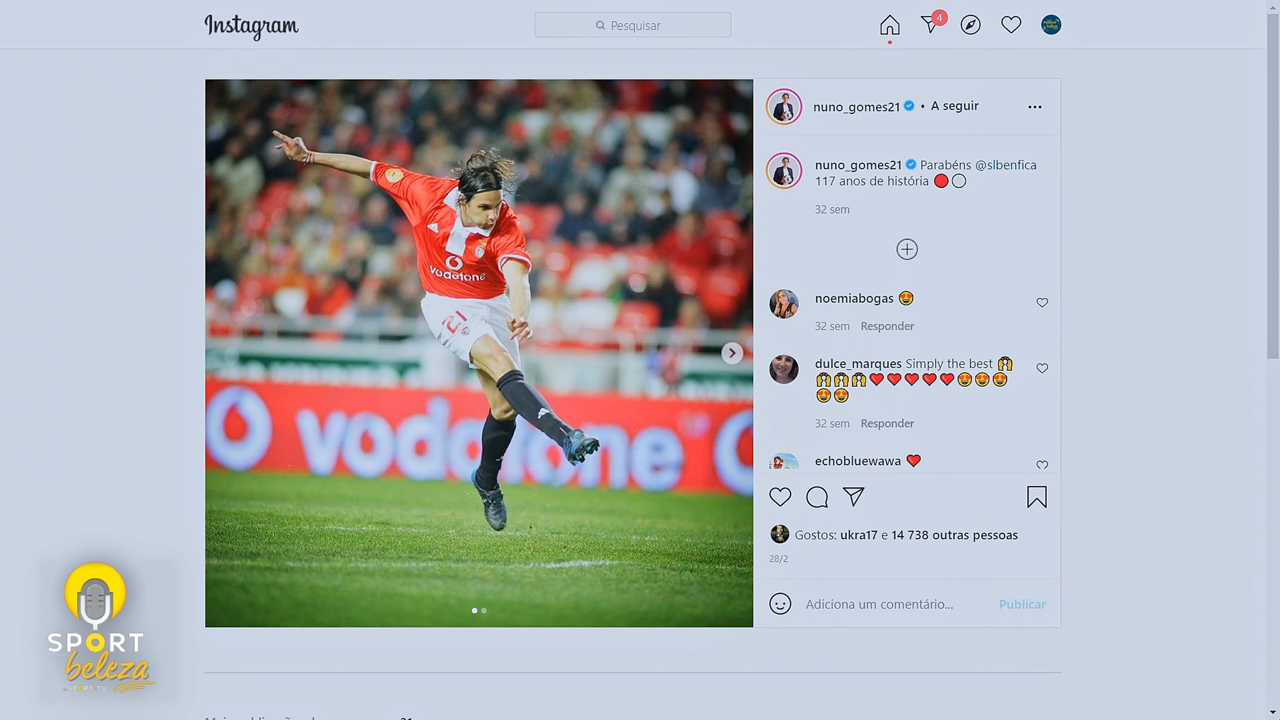 Instagram
Pesquisar
4
nuno_gomes21 • A seguir
nuno_gomes21 Parabéns @slbenfica
117 anos de história
32 sem
noemiabogas
32 sem Responder
dulce_marques Simply the best
32 sem Responder
echobluewawa
Gostos: ukra17 e 14 738 outras pessoas
28/2
Adiciona um comentário... Publicar
vodafone
21
vodafone
SPORT
beleza